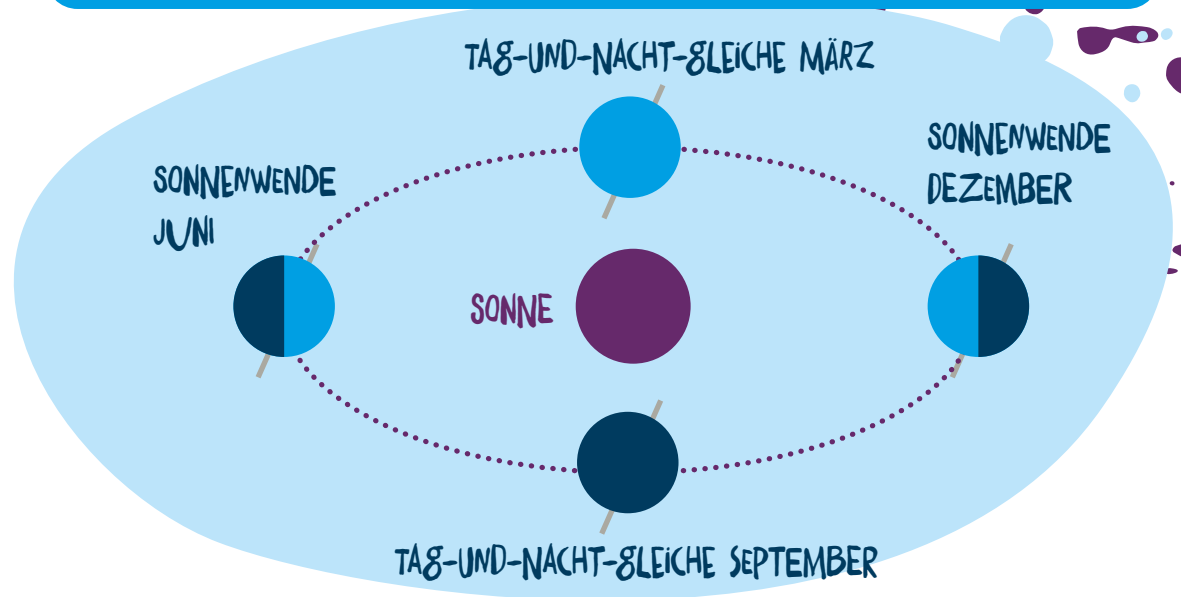 TAG-UND-NACHT-GLEICHE MÄRZ
SONNENWENDE
DEZEMBER
SONNENWENDE
JUNI
SONNE
TAG-UND-NACHT-GLEICHE SEPTEMBER